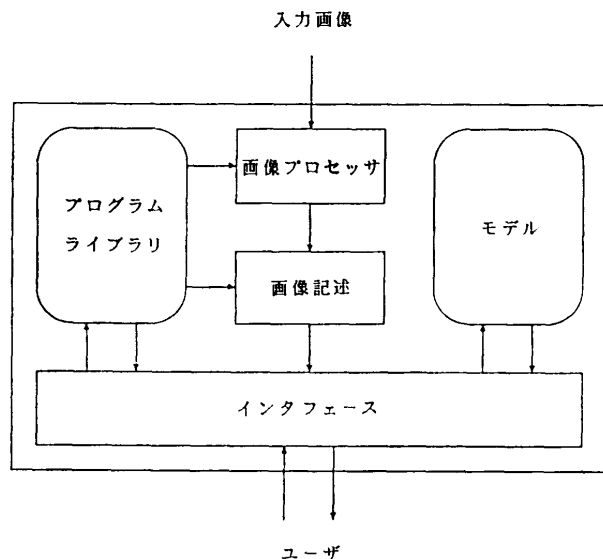 入力画像
画像プロセッサ
プログラム
ライブラリ
モデル
画像記述
インタフェース
ユーザ